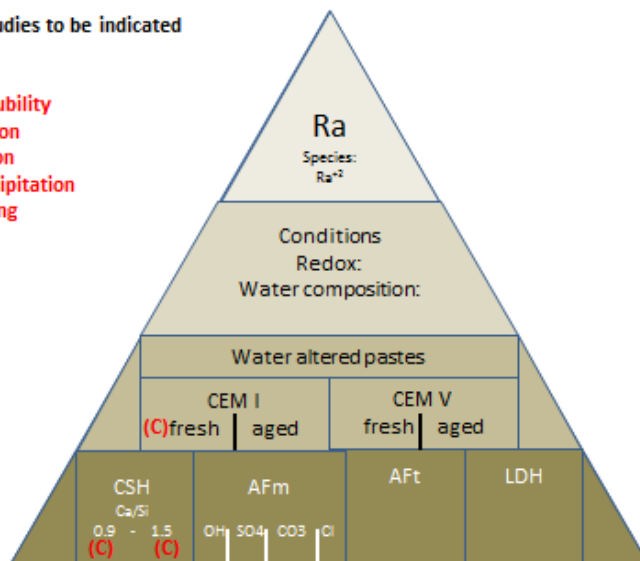 udies to be indicated
ubility
on
on
ipitation
ng
Ra
Species:
Ra+2
Conditions
Redox:
Water composition:
Water altered pastes
CEM I
(C)fresh | aged
CEM V
fresh | aged
CSH
Ca/Si
0.9 - 1.5
(C) (C)
AFm
OH SO4 CO3 Cl
AFt
LDH